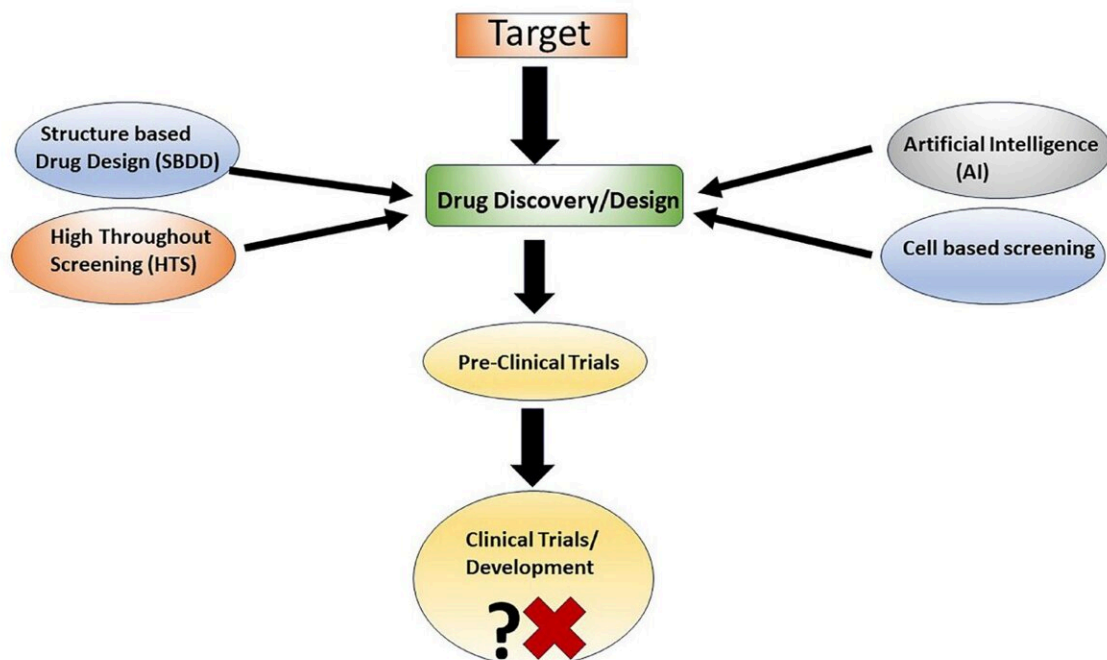 Target
Structure based
Drug Design (SBDD)
Artificial Intelligence
(AI)
Drug Discovery/Design
High Throughout
Screening (HTS)
Cell based screening
Pre-Clinical Trials
Clinical Trials/
Development
?